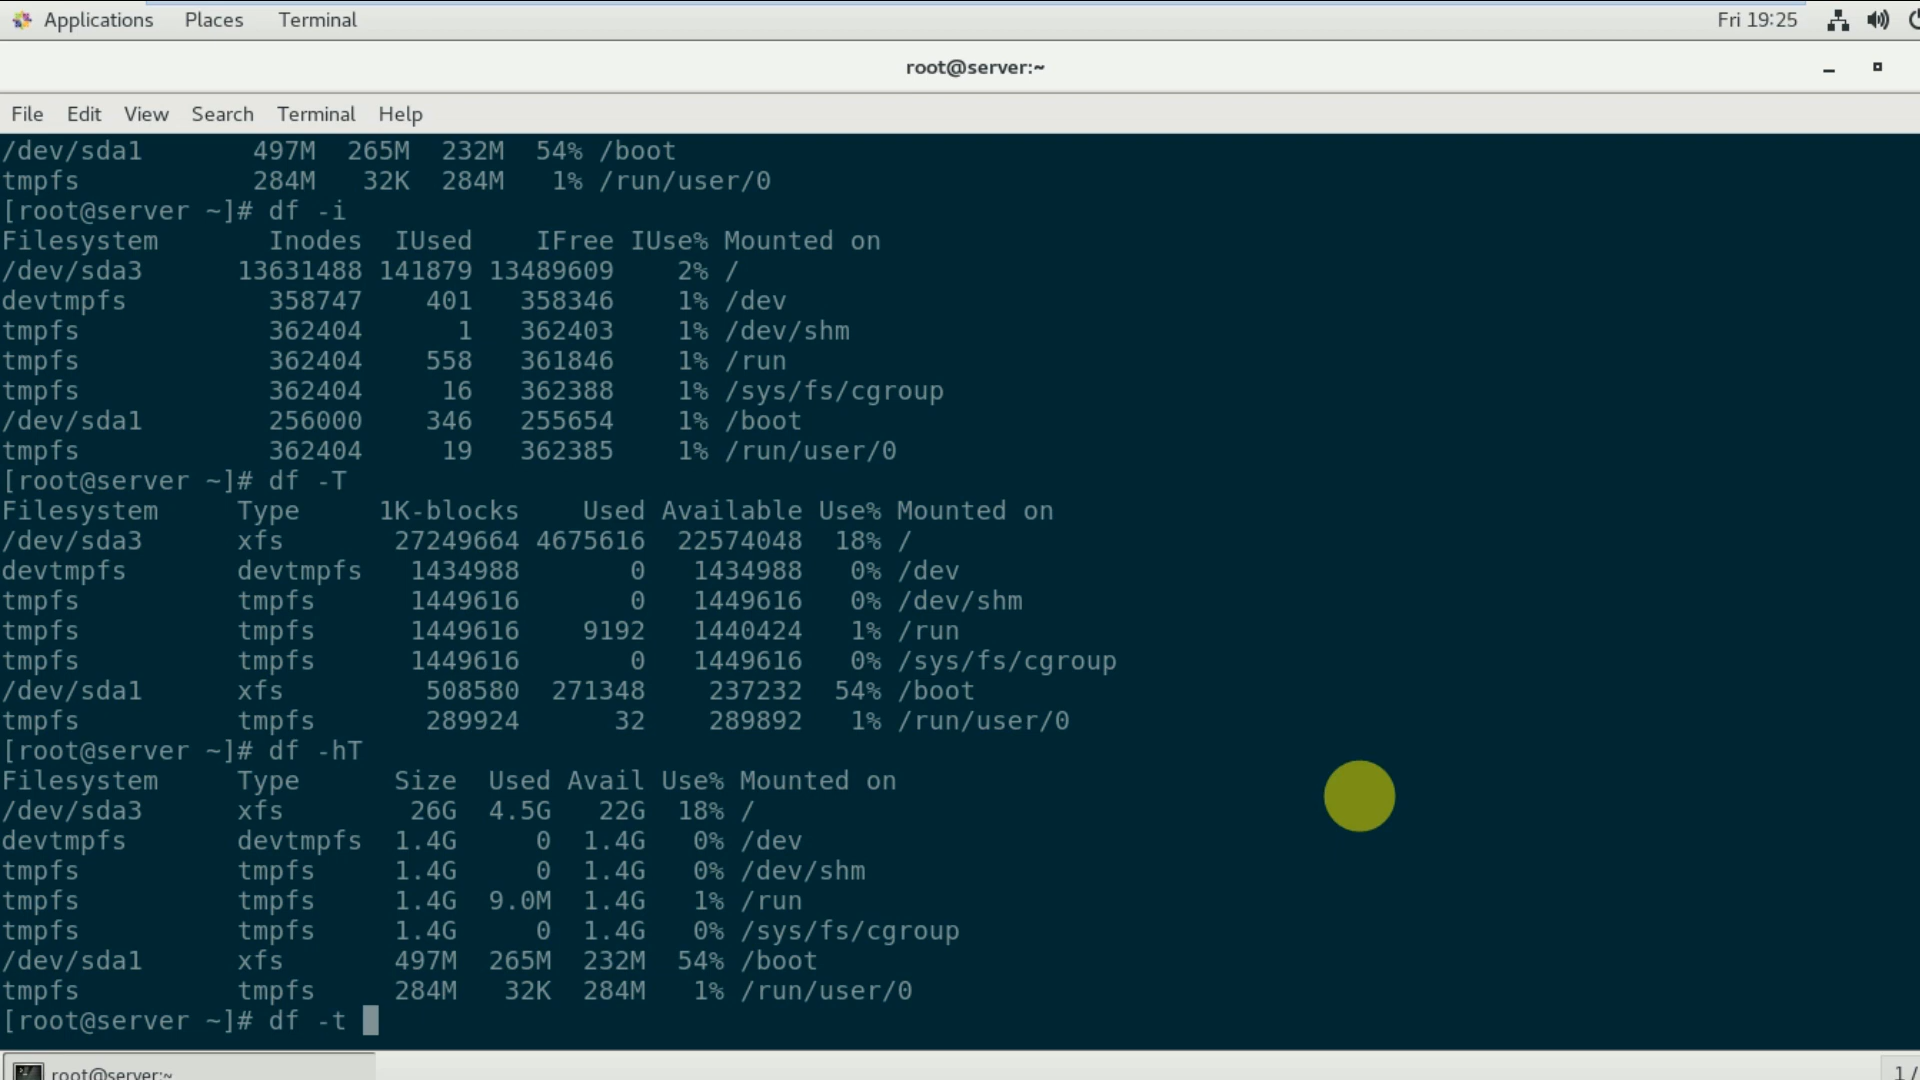 Applications Places Terminal Fri 19:25
root@server:~
File Edit View Search Terminal Help
/dev/sda1 497M 265M 232M 54% /boot
tmpfs 284M 32K 284M 1% /run/user/0
[root@server ~]# df -i
Filesystem Inodes IUsed IFree IUse% Mounted on
/dev/sda3 13631488 141879 13489609 2% /
devtmpfs 358747 401 358346 1% /dev
tmpfs 362404 1 362403 1% /dev/shm
tmpfs 362404 558 361846 1% /run
tmpfs 362404 16 362388 1% /sys/fs/cgroup
/dev/sda1 256000 346 255654 1% /boot
tmpfs 362404 19 362385 1% /run/user/0
[root@server ~]# df -T
Filesystem Type 1K-blocks Used Available Use% Mounted on
/dev/sda3 xfs 27249664 4675616 22574048 18% /
devtmpfs devtmpfs 1434988 0 1434988 0% /dev
tmpfs tmpfs 1449616 0 1449616 0% /dev/shm
tmpfs tmpfs 1449616 9192 1440424 1% /run
tmpfs tmpfs 1449616 0 1449616 0% /sys/fs/cgroup
/dev/sda1 xfs 508580 271348 237232 54% /boot
tmpfs tmpfs 289924 32 289892 1% /run/user/0
[root@server ~]# df -hT
Filesystem Type Size Used Avail Use% Mounted on
/dev/sda3 xfs 26G 4.5G 22G 18% /
devtmpfs devtmpfs 1.4G 0 1.4G 0% /dev
tmpfs tmpfs 1.4G 0 1.4G 0% /dev/shm
tmpfs tmpfs 1.4G 9.0M 1.4G 1% /run
tmpfs tmpfs 1.4G 0 1.4G 0% /sys/fs/cgroup
/dev/sda1 xfs 497M 265M 232M 54% /boot
tmpfs tmpfs 284M 32K 284M 1% /run/user/0
[root@server ~]# df -t
root@server:~ 1 /